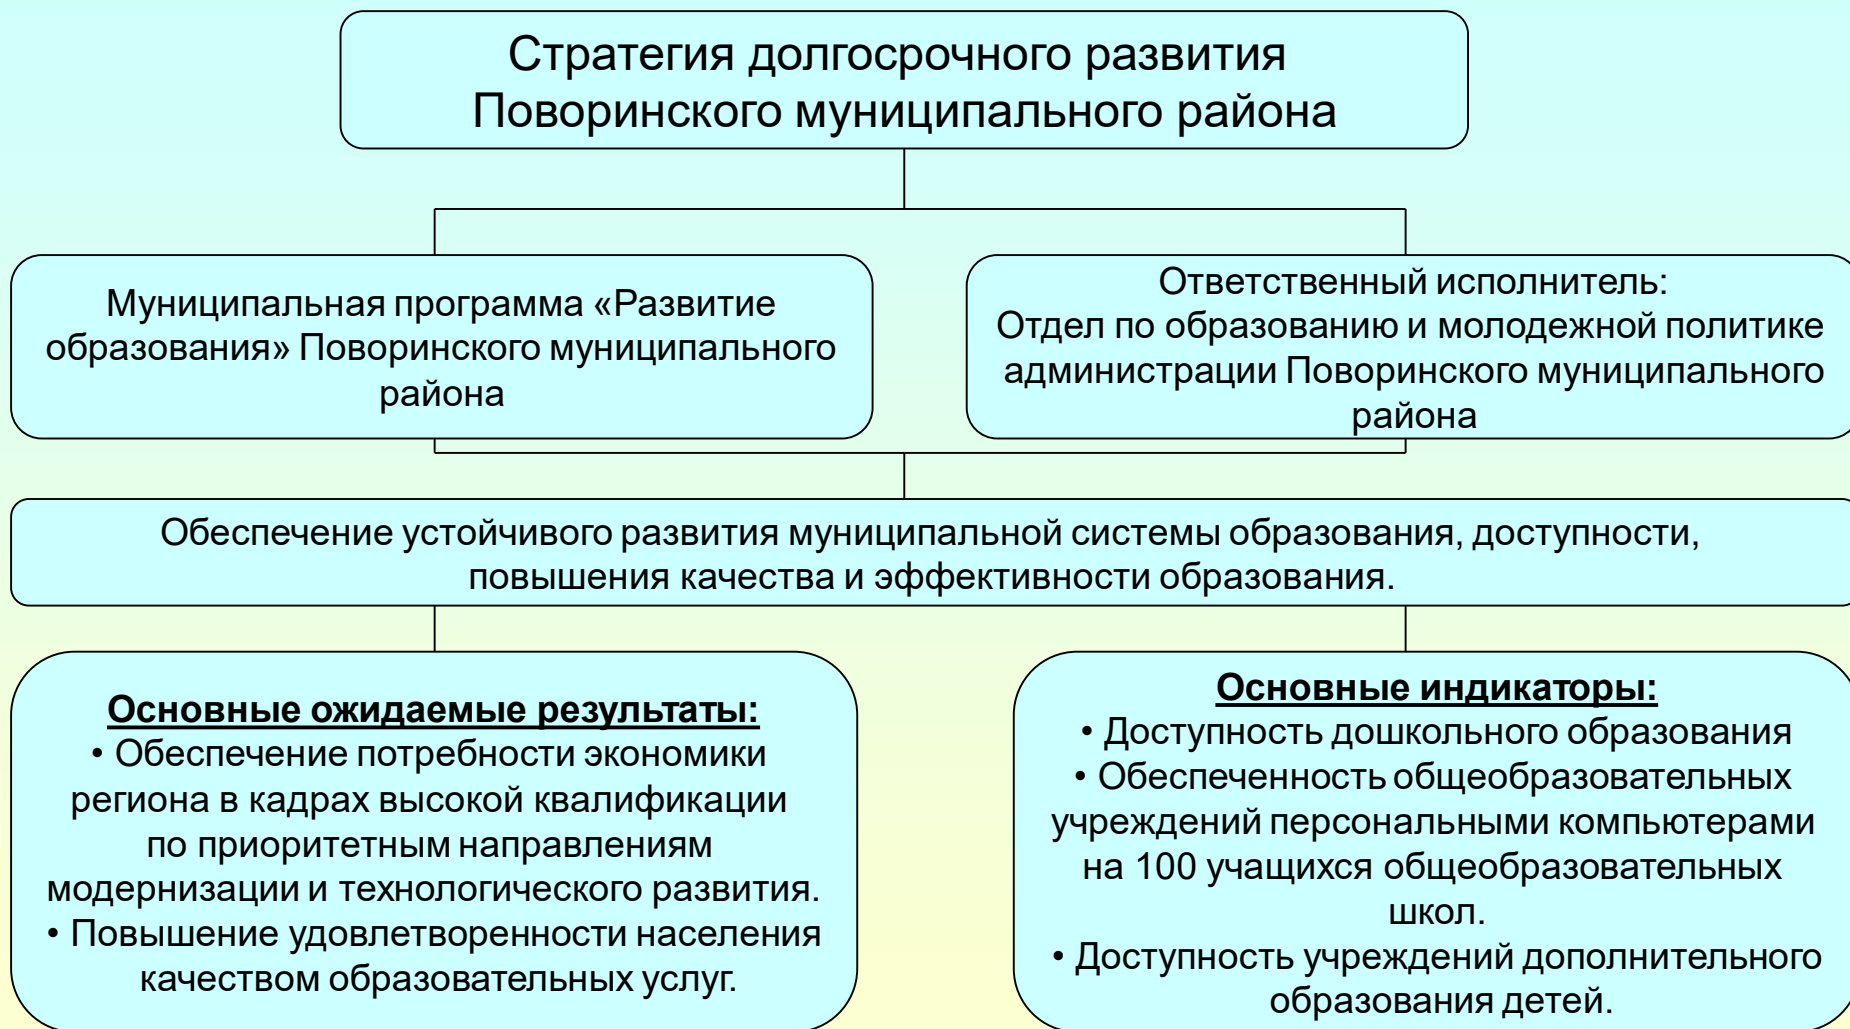 Стратегия долгосрочного развития
Поворинского муниципального района
Муниципальная программа «Развитие
образования» Поворинского муниципального
района
Ответственный исполнитель:
Отдел по образованию и молодежной политике
администрации Поворинского муниципального
района
Обеспечение устойчивого развития муниципальной системы образования, доступности,
повышения качества и эффективности образования.
Основные ожидаемые результаты:
• Обеспечение потребности экономики
региона в кадрах высокой квалификации
по приоритетным направлениям
модернизации и технологического развития.
• Повышение удовлетворенности населения
качеством образовательных услуг.
Основные индикаторы:
• Доступность дошкольного образования
• Обеспеченность общеобразовательных
учреждений персональными компьютерами
на 100 учащихся общеобразовательных
школ.
• Доступность учреждений дополнительного
образования детей.